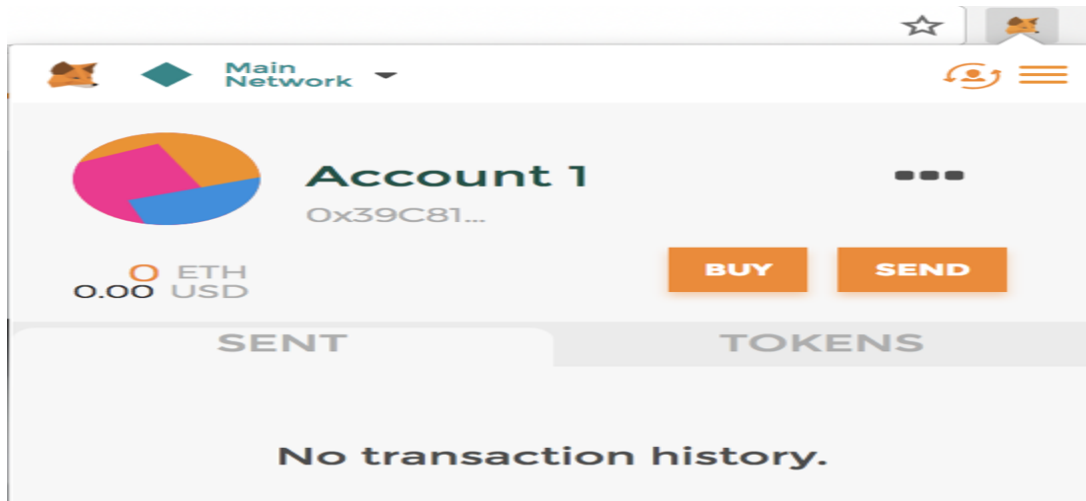 Main
Network
Account 1
0x39C81...
0 ETH
0.00 USD
BUY
SEND
SENT
TOKENS
No transaction history.